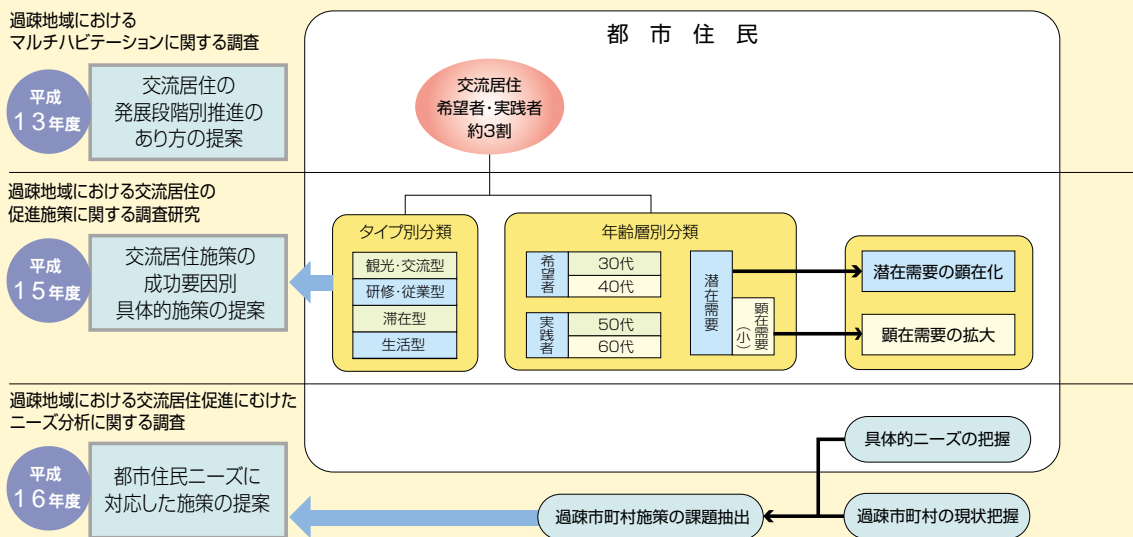 過疎地域における
マルチハビテーションに関する調査
平成
13年度
交流居住の
発展段階別推進の
あり方の提案
都市住民
交流居住
希望者・実践者
約3割
過疎地域における交流居住の
促進施策に関する調査研究
平成
15年度
交流居住施策の
成功要因別
具体的施策の提案
タイプ別分類
観光・交流型
研修・従業型
滞在型
生活型
年齢層別分類
希望者
30代
40代
実践者
50代
60代
潜在需要
顕在需要
(小)
潜在需要の顕在化
顕在需要の拡大
過疎地域における交流居住促進にむけた
ニーズ分析に関する調査
平成
16年度
都市住民ニーズに
対応した施策の提案
具体的ニーズの把握
過疎市町村施策の課題抽出
過疎市町村の現状把握